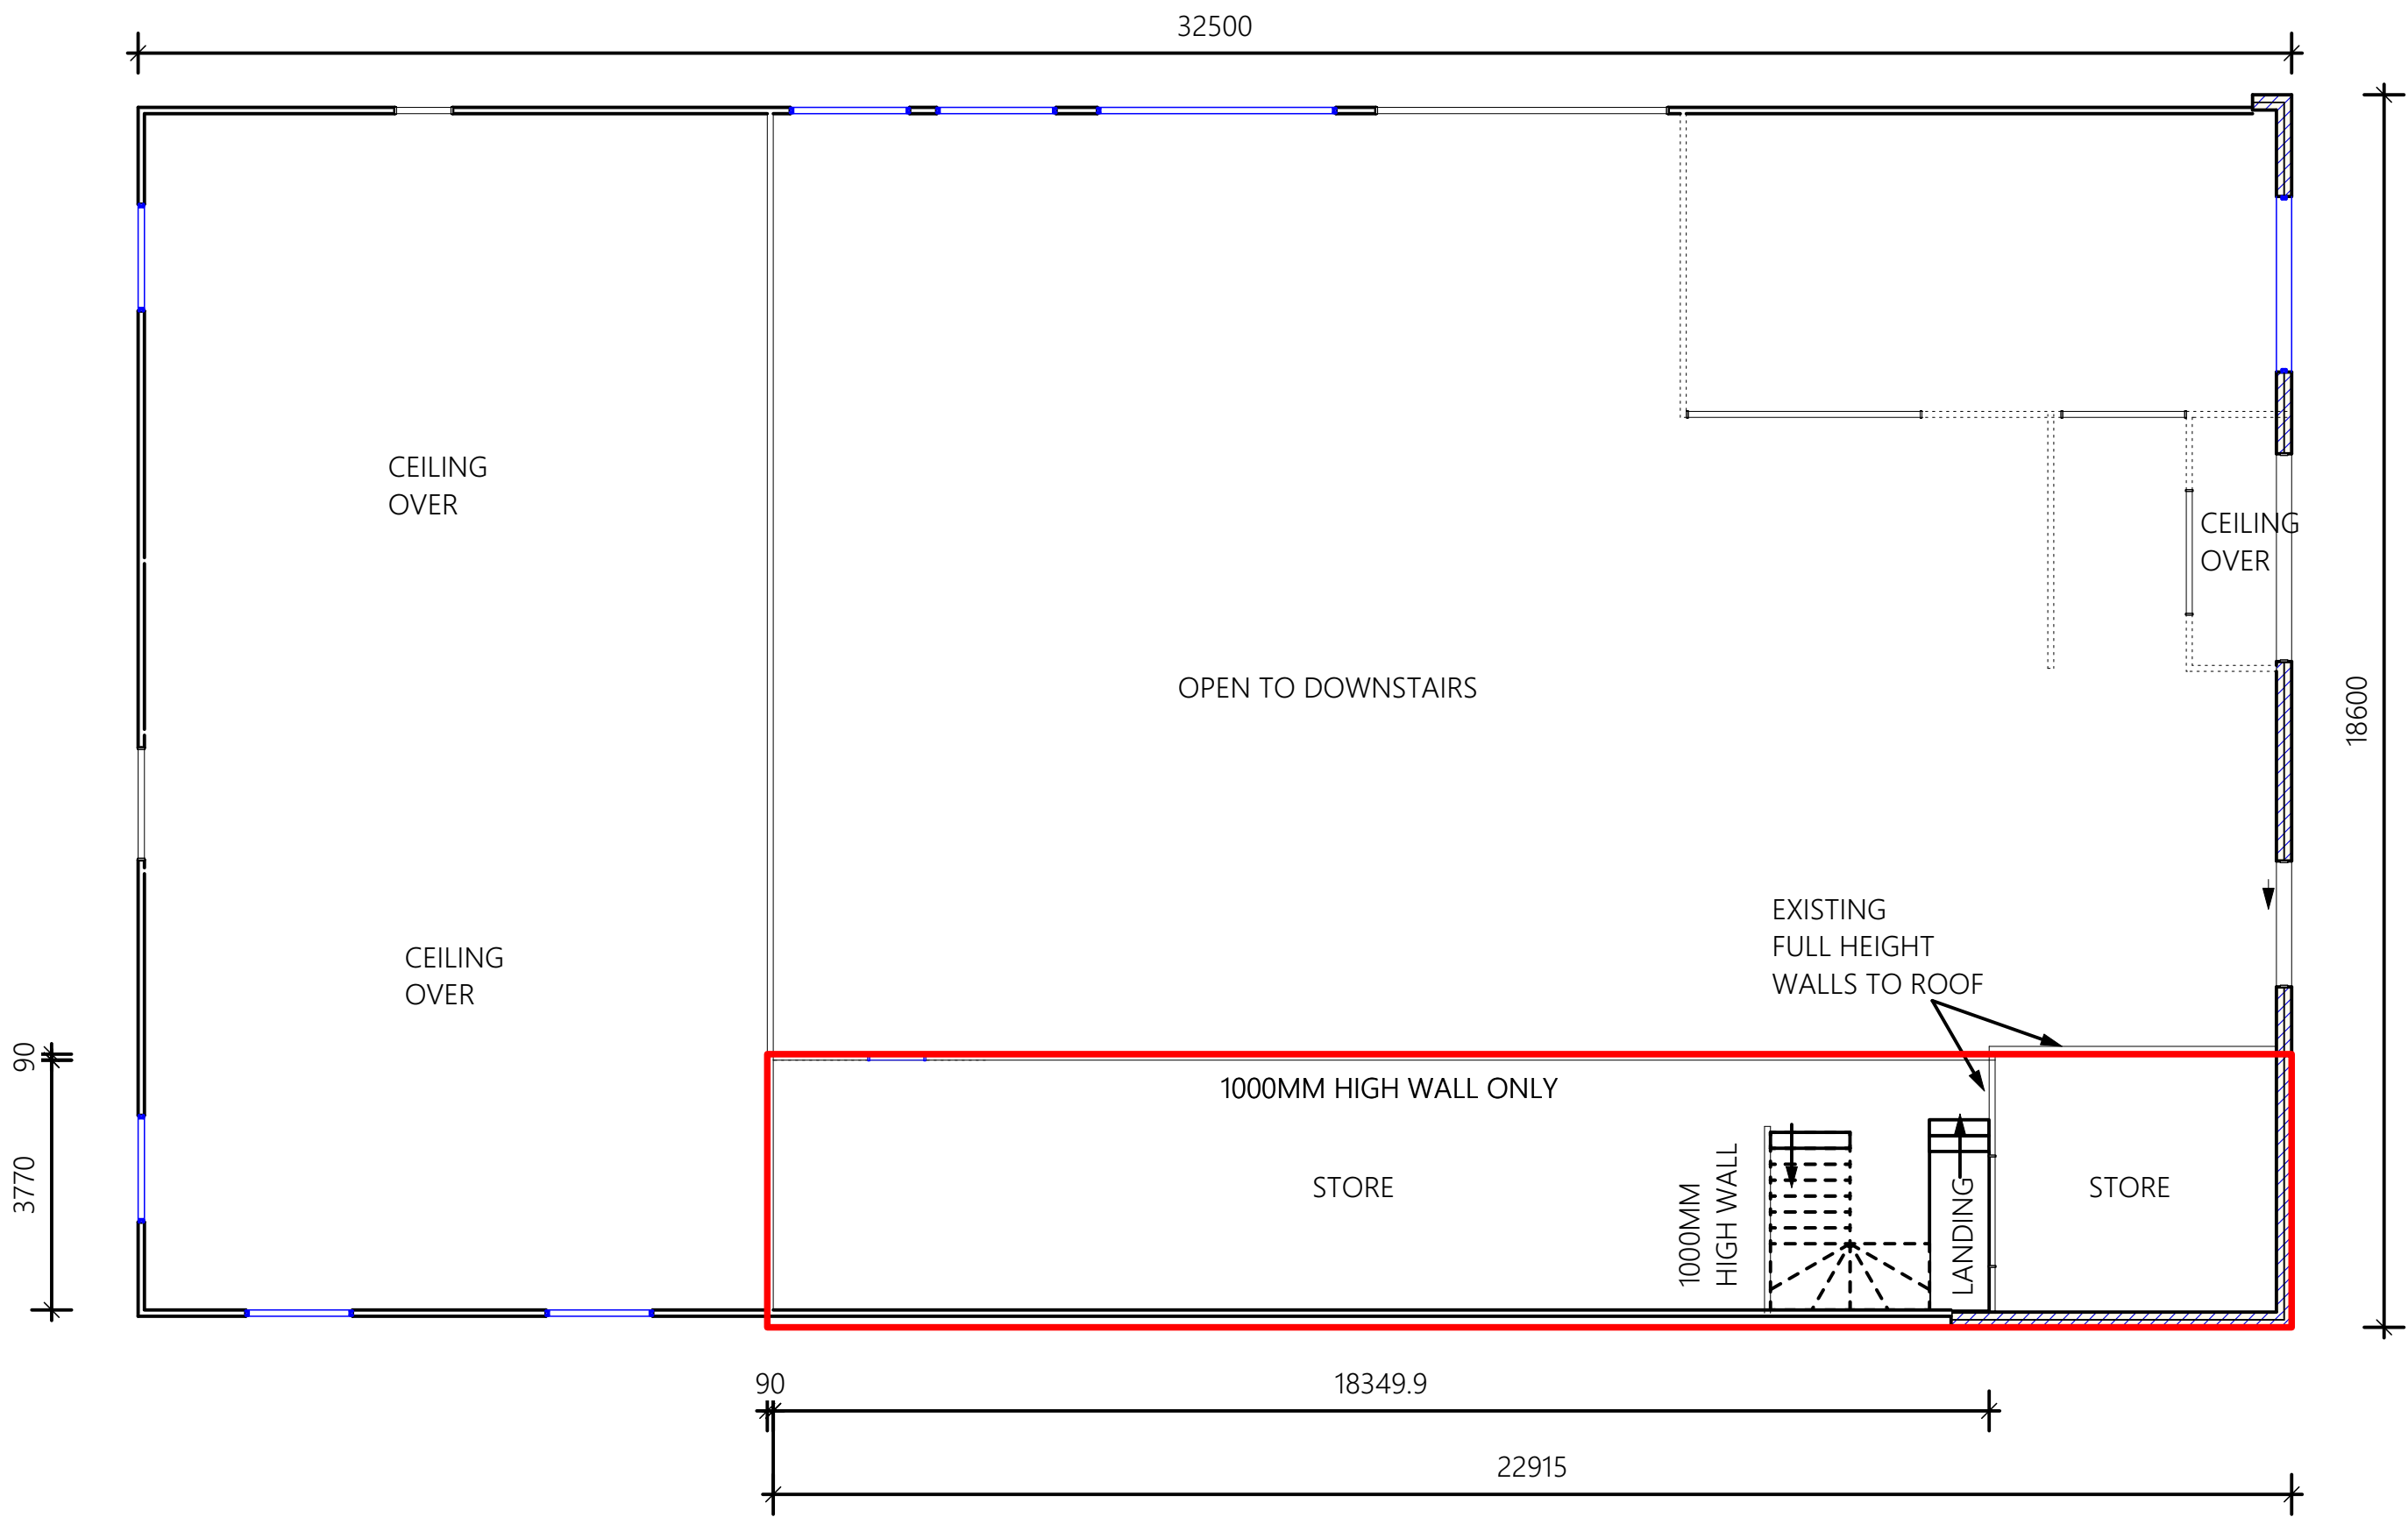 32500
CEILING
OVER
CEILING
OVER
OPEN TO DOWNSTAIRS
18600
EXISTING
FULL HEIGHT
WALLS TO ROOF
CEILING
OVER
90
3770
1000MM HIGH WALL ONLY
STORE
1000MM
HIGH WALL
LANDING
STORE
90
18349.9
22915